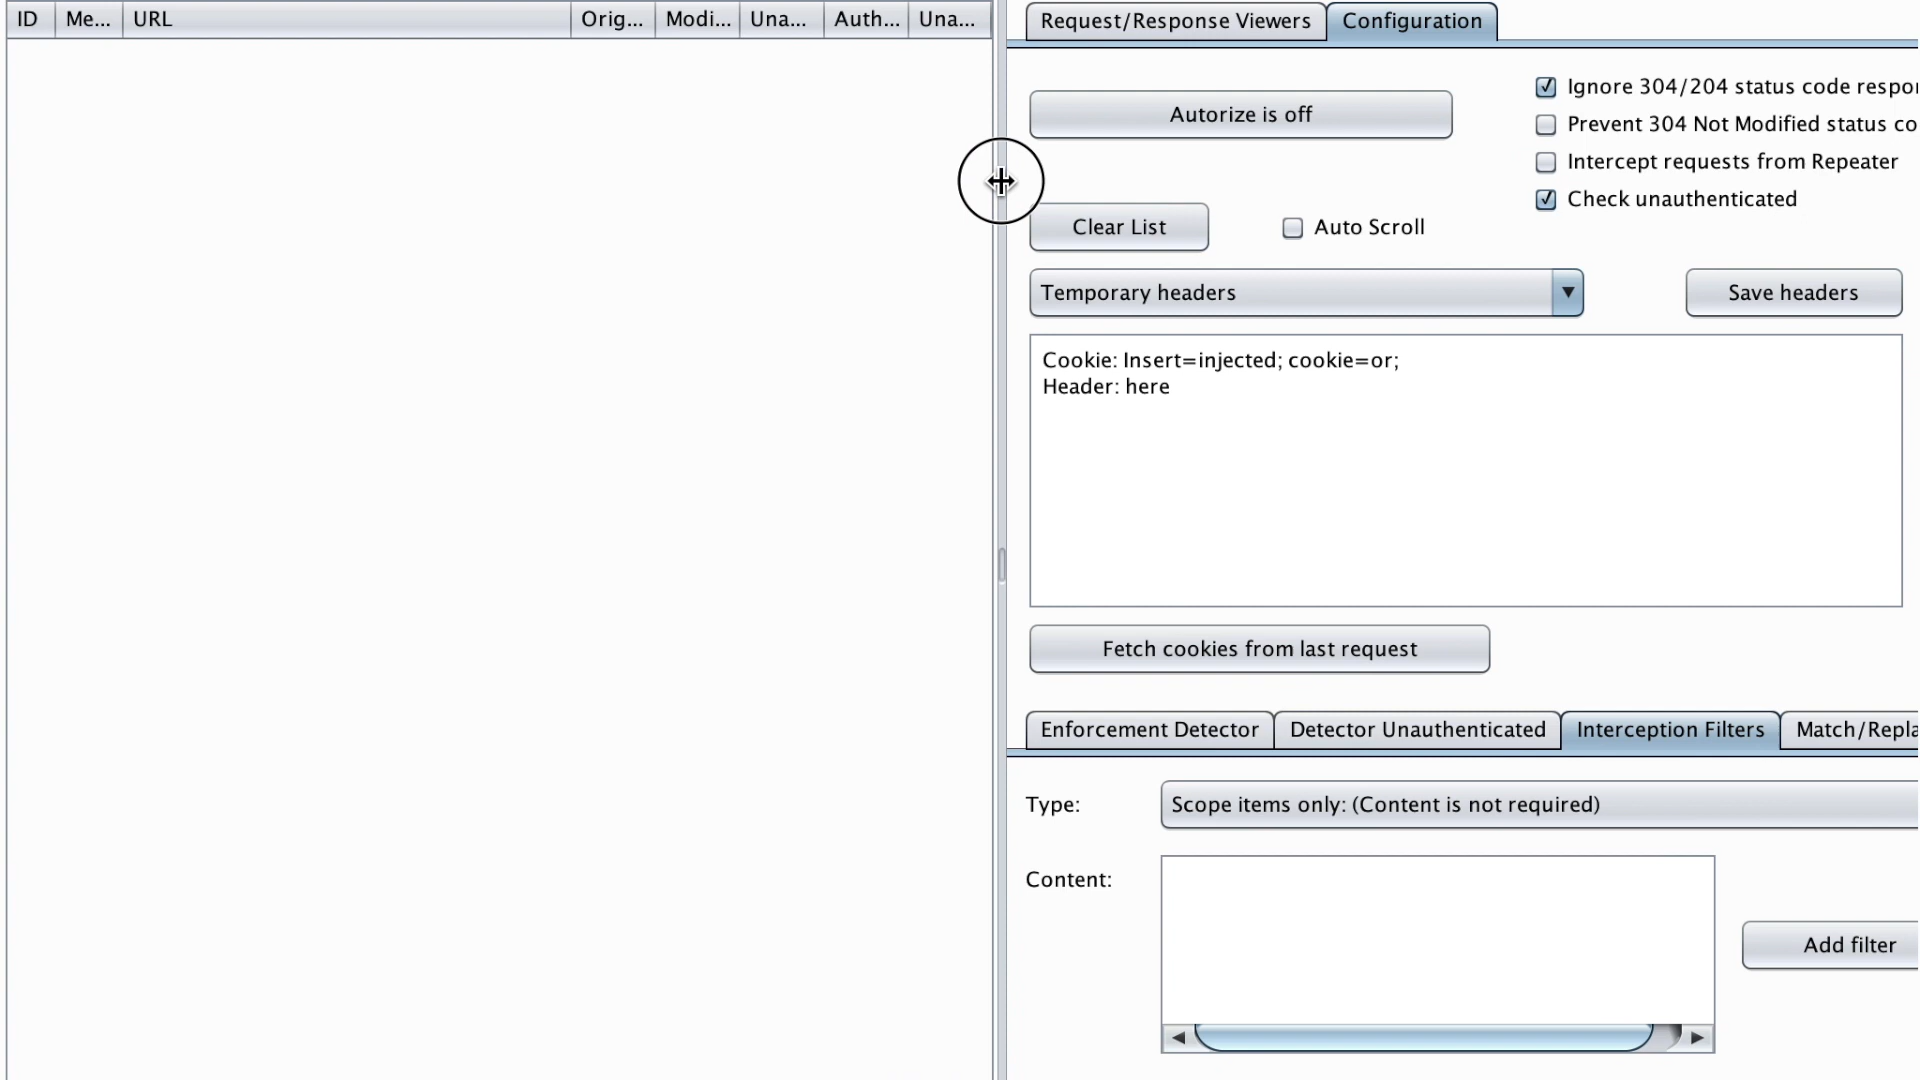 ID Me... URL Orig... Modi... Una... Auth... Una...
Request/Response Viewers Configuration
Autorize is off
Ignore 304/204 status code respo
Prevent 304 Not Modified status co
Intercept requests from Repeater
Check unauthenticated
Clear List
Auto Scroll
Temporary headers
Save headers
Cookie: Insert=injected; cookie=or;
Header: here
Fetch cookies from last request
Enforcement Detector Detector Unauthenticated Interception Filters Match/Repla
Type: Scope items only: (Content is not required)
Content:
Add filter